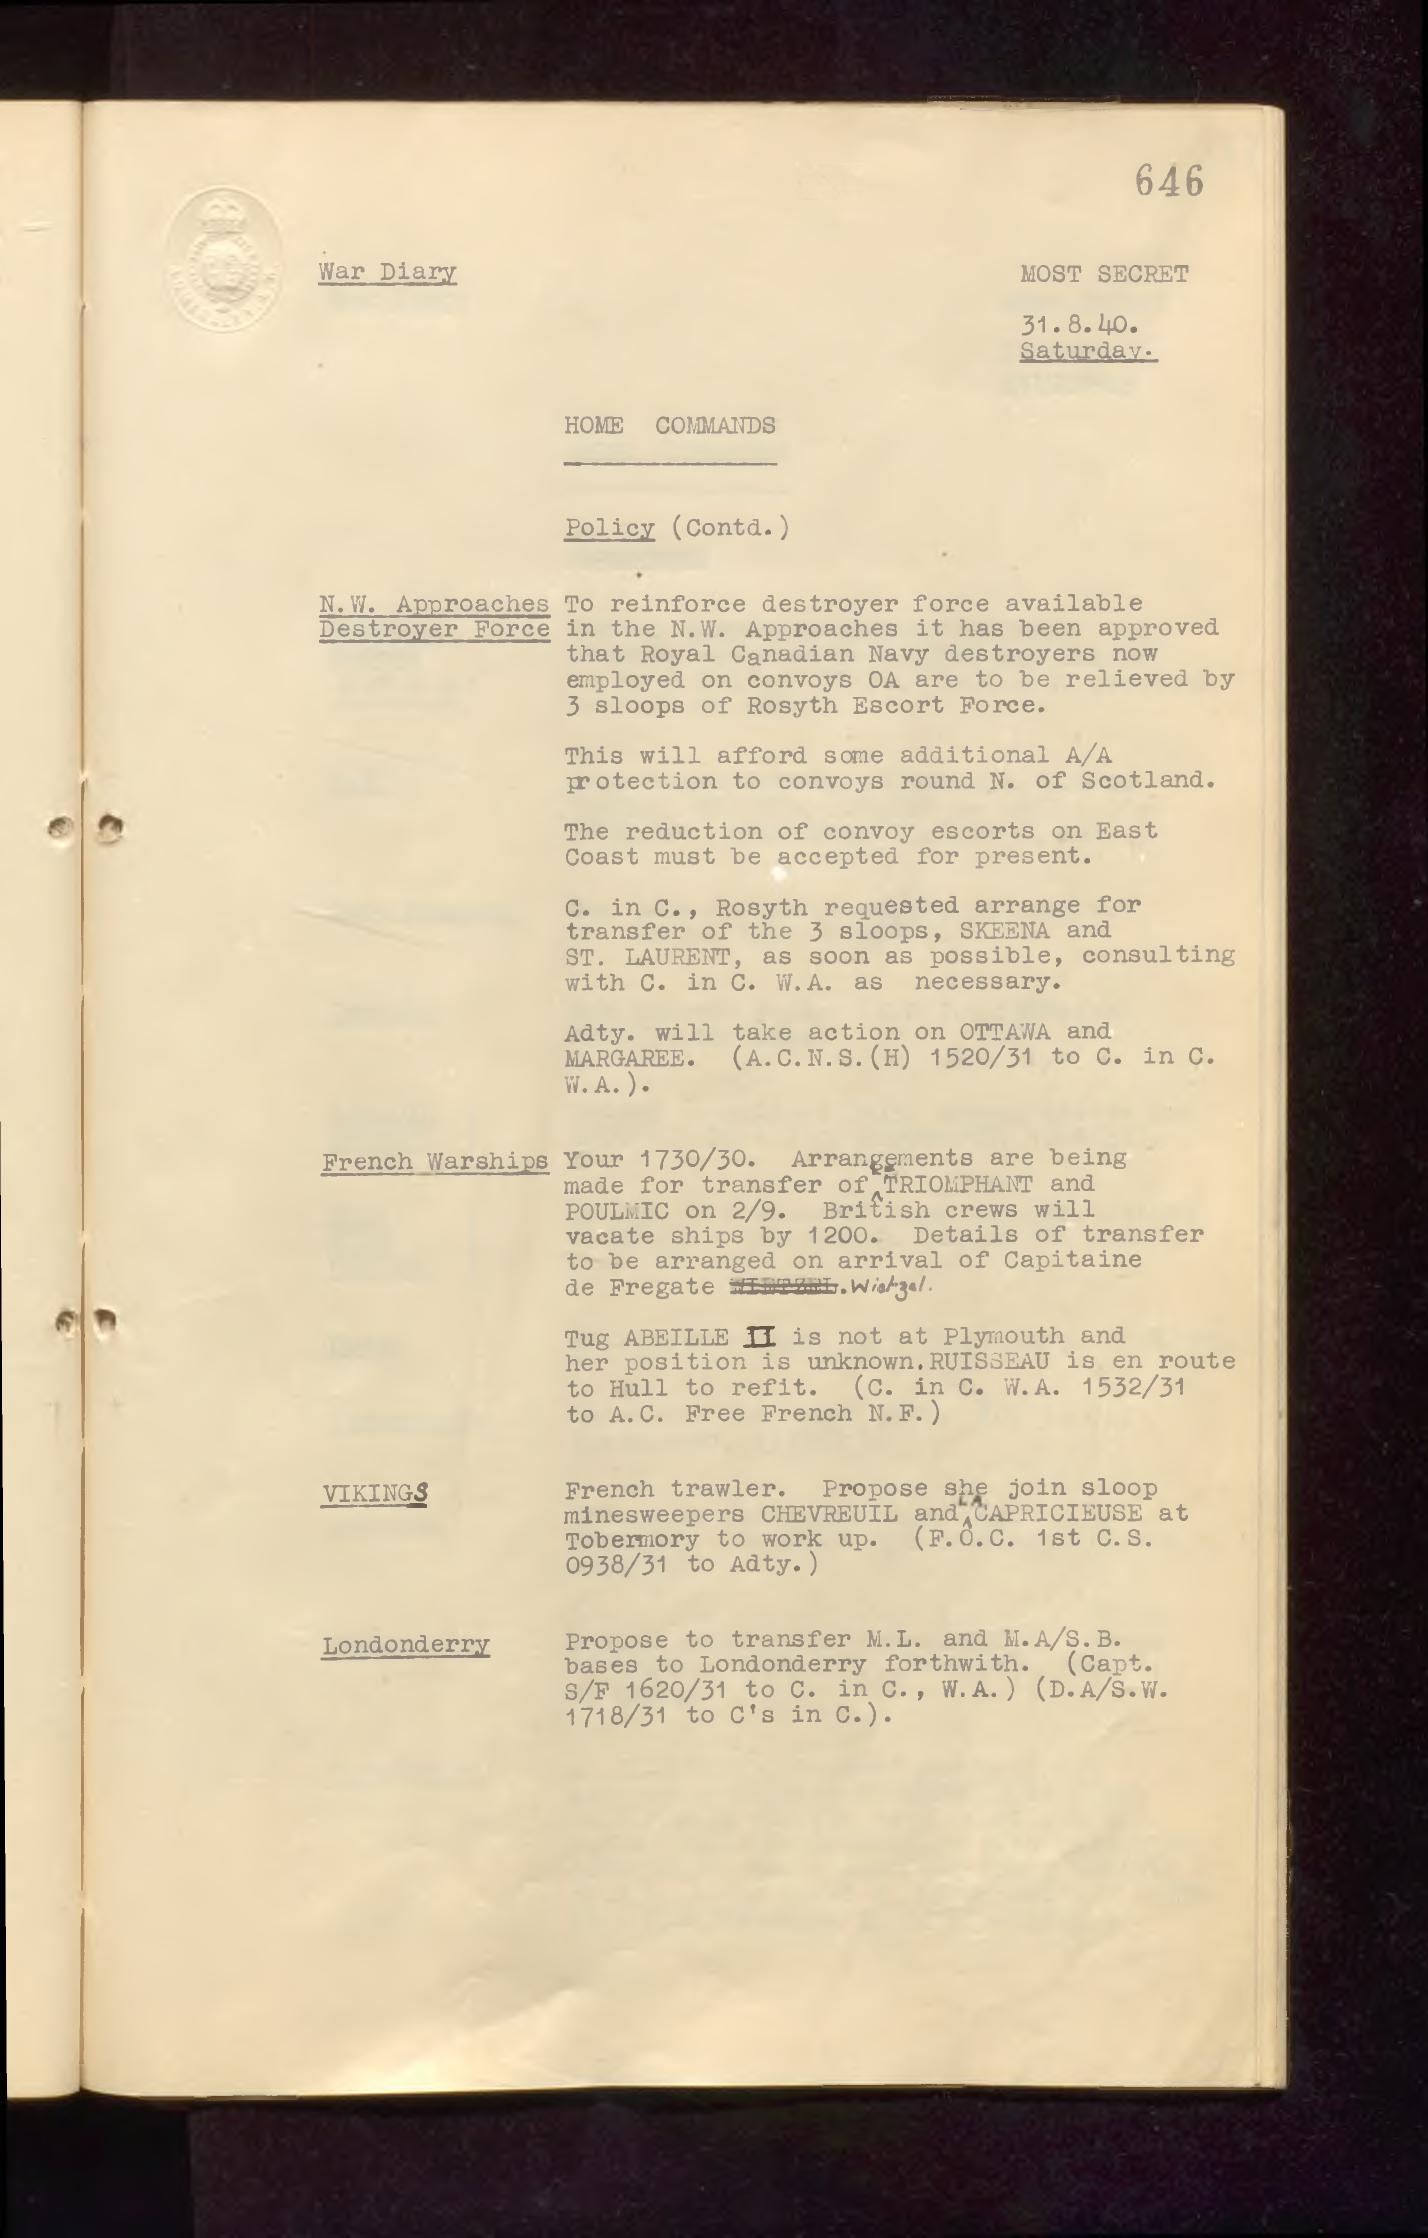 646
War Diary
MOST SECRET
31.8.40.
Saturday.
HOME COMMANDS
Policy (Contd.)
N.W. Approaches
Destroyer Force
To reinforce destroyer force available
in the N.W. Approaches it has been approved
that Royal Canadian Navy destroyers now
employed on convoys OA are to be relieved by
3 sloops of Rosyth Escort Force.
This will afford some additional A/A
protection to convoys round N. of Scotland.
The reduction of convoy escorts on East
Coast must be accepted for present.
C. in C., Rosyth requested arrange for
transfer of the 3 sloops, SKEENA and
ST. LAURENT, as soon as possible, consulting
with C. in C. W.A. as necessary.
Adty. will take action on OTTAWA and
MARGAREE. (A.C.N.S.(H) 1520/31 to C. in C.
W.A.).
French Warships
Your 1730/30. Arrangements are being
made for transfer of TRIOMPHANT and
POULMIC on 2/9. British crews will
vacate ships by 1200. Details of transfer
to be arranged on arrival of Capitaine
de Fregate Wietzel.
Tug ABEILLE II is not at Plymouth and
her position is unknown. RUISSEAU is en route
to Hull to refit. (C. in C. W.A. 1532/31
to A.C. Free French N.F.)
VIKINGS
French trawler. Propose she join sloop
minesweepers CHEVREUIL and LA CAPRICIEUSE at
Tobermory to work up. (F.O.C. 1st C.S.
0938/31 to Adty.)
Londonderry
Propose to transfer M.L. and M.A/S.B.
bases to Londonderry forthwith. (Capt.
S/F 1620/31 to C. in C., W.A.) (D.A/S.W.
1718/31 to C's in C.).